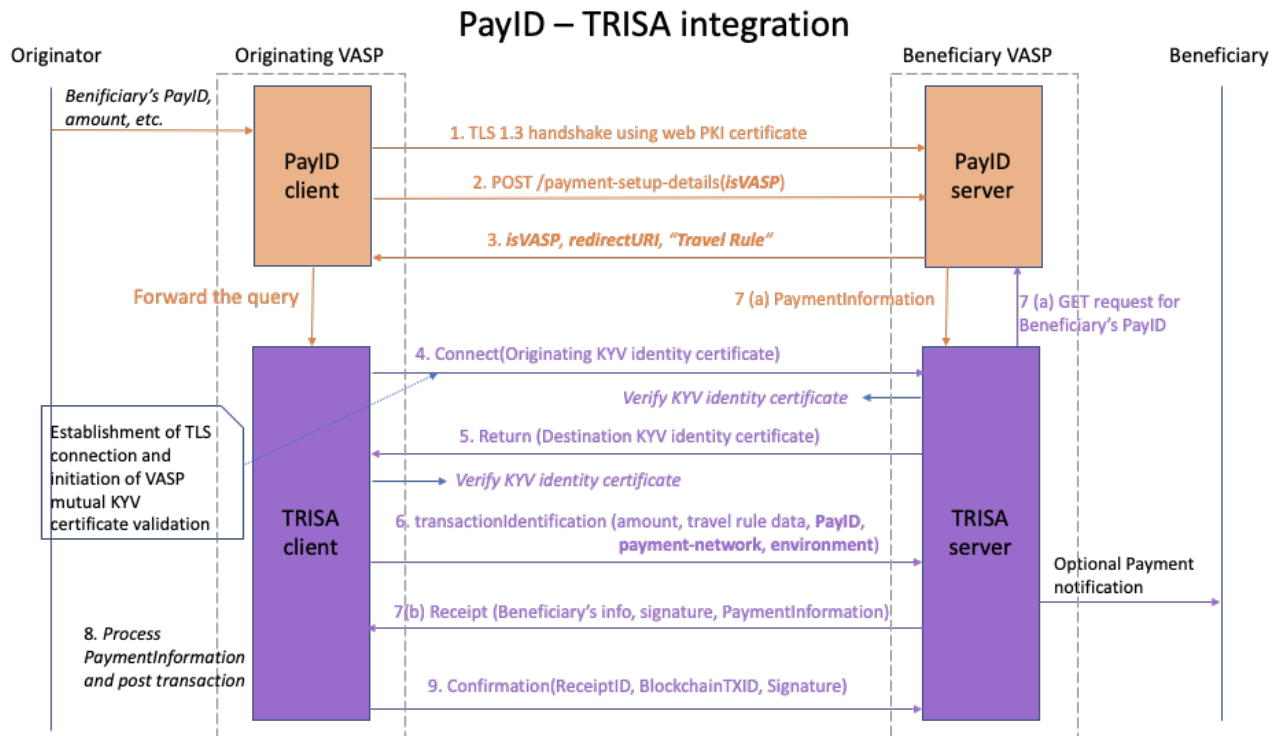 PayID – TRISA integration
Originator
Originating VASP
Beneficiary VASP
Beneficiary
Benificiary's PayID,
amount, etc.
PayID
client
1. TLS 1.3 handshake using web PKI certificate
2. POST /payment-setup-details(isVASP)
3. isVASP, redirectURI, “Travel Rule”
PayID
server
Forward the query
7 (a) PaymentInformation
7 (a) GET request for
Beneficiary's PayID
4. Connect(Originating KYV identity certificate)
Verify KYV identity certificate
Establishment of TLS
connection and
initiation of VASP
mutual KYV
certificate validation
5. Return (Destination KYV identity certificate)
Verify KYV identity certificate
TRISA
client
6. transactionIdentification (amount, travel rule data, PayID,
payment-network, environment)
TRISA
server
Optional Payment
notification
7(b) Receipt (Beneficiary's info, signature, PaymentInformation)
8. Process
PaymentInformation
and post transaction
9. Confirmation(ReceiptID, BlockchainTXID, Signature)